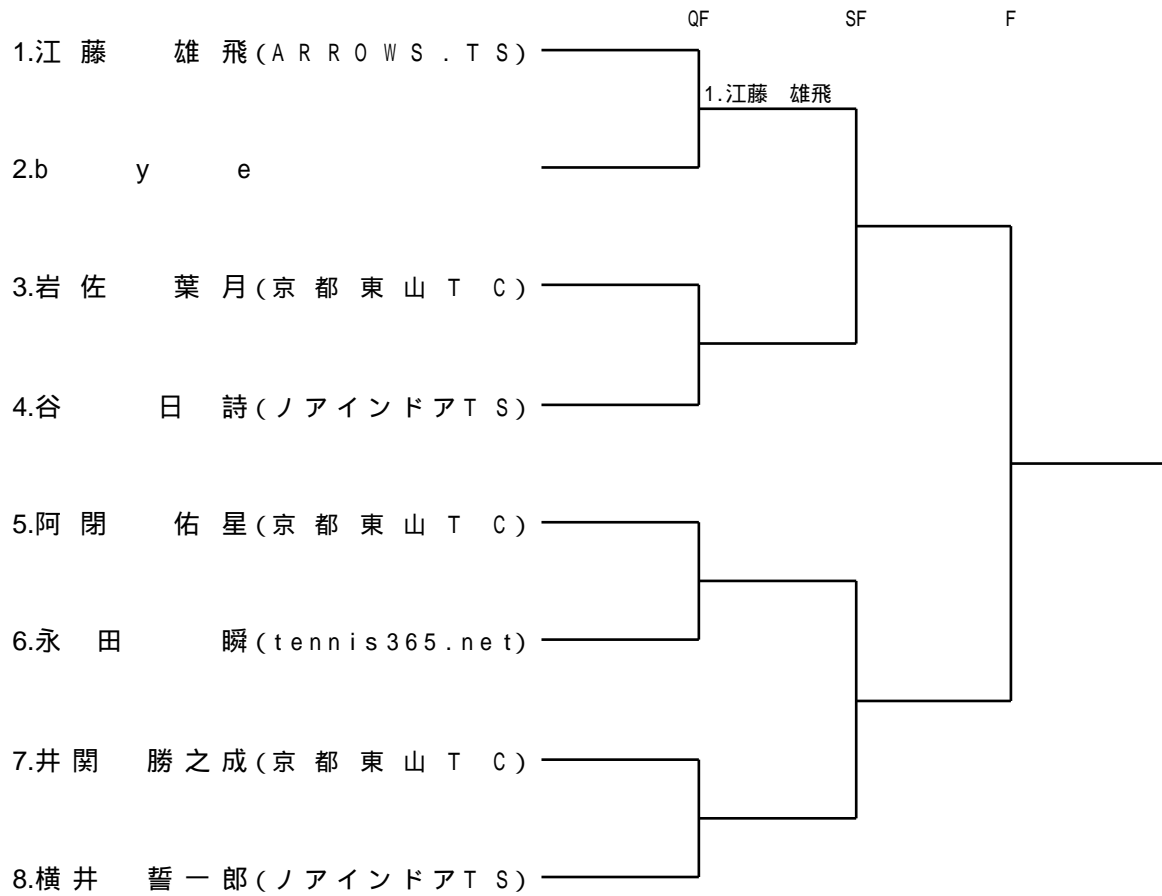 QF SF F
1.江藤 雄飛(ARROWS.TS)
1.江藤 雄飛
2.bye
3.岩佐 葉月(京都東山TC)
4.谷 日詩(ノアインドアTS)
5.阿閉 佑星(京都東山TC)
6.永田 瞬(tennis365.net)
7.井関 勝之成(京都東山TC)
8.横井 誓一郎(ノアインドアTS)